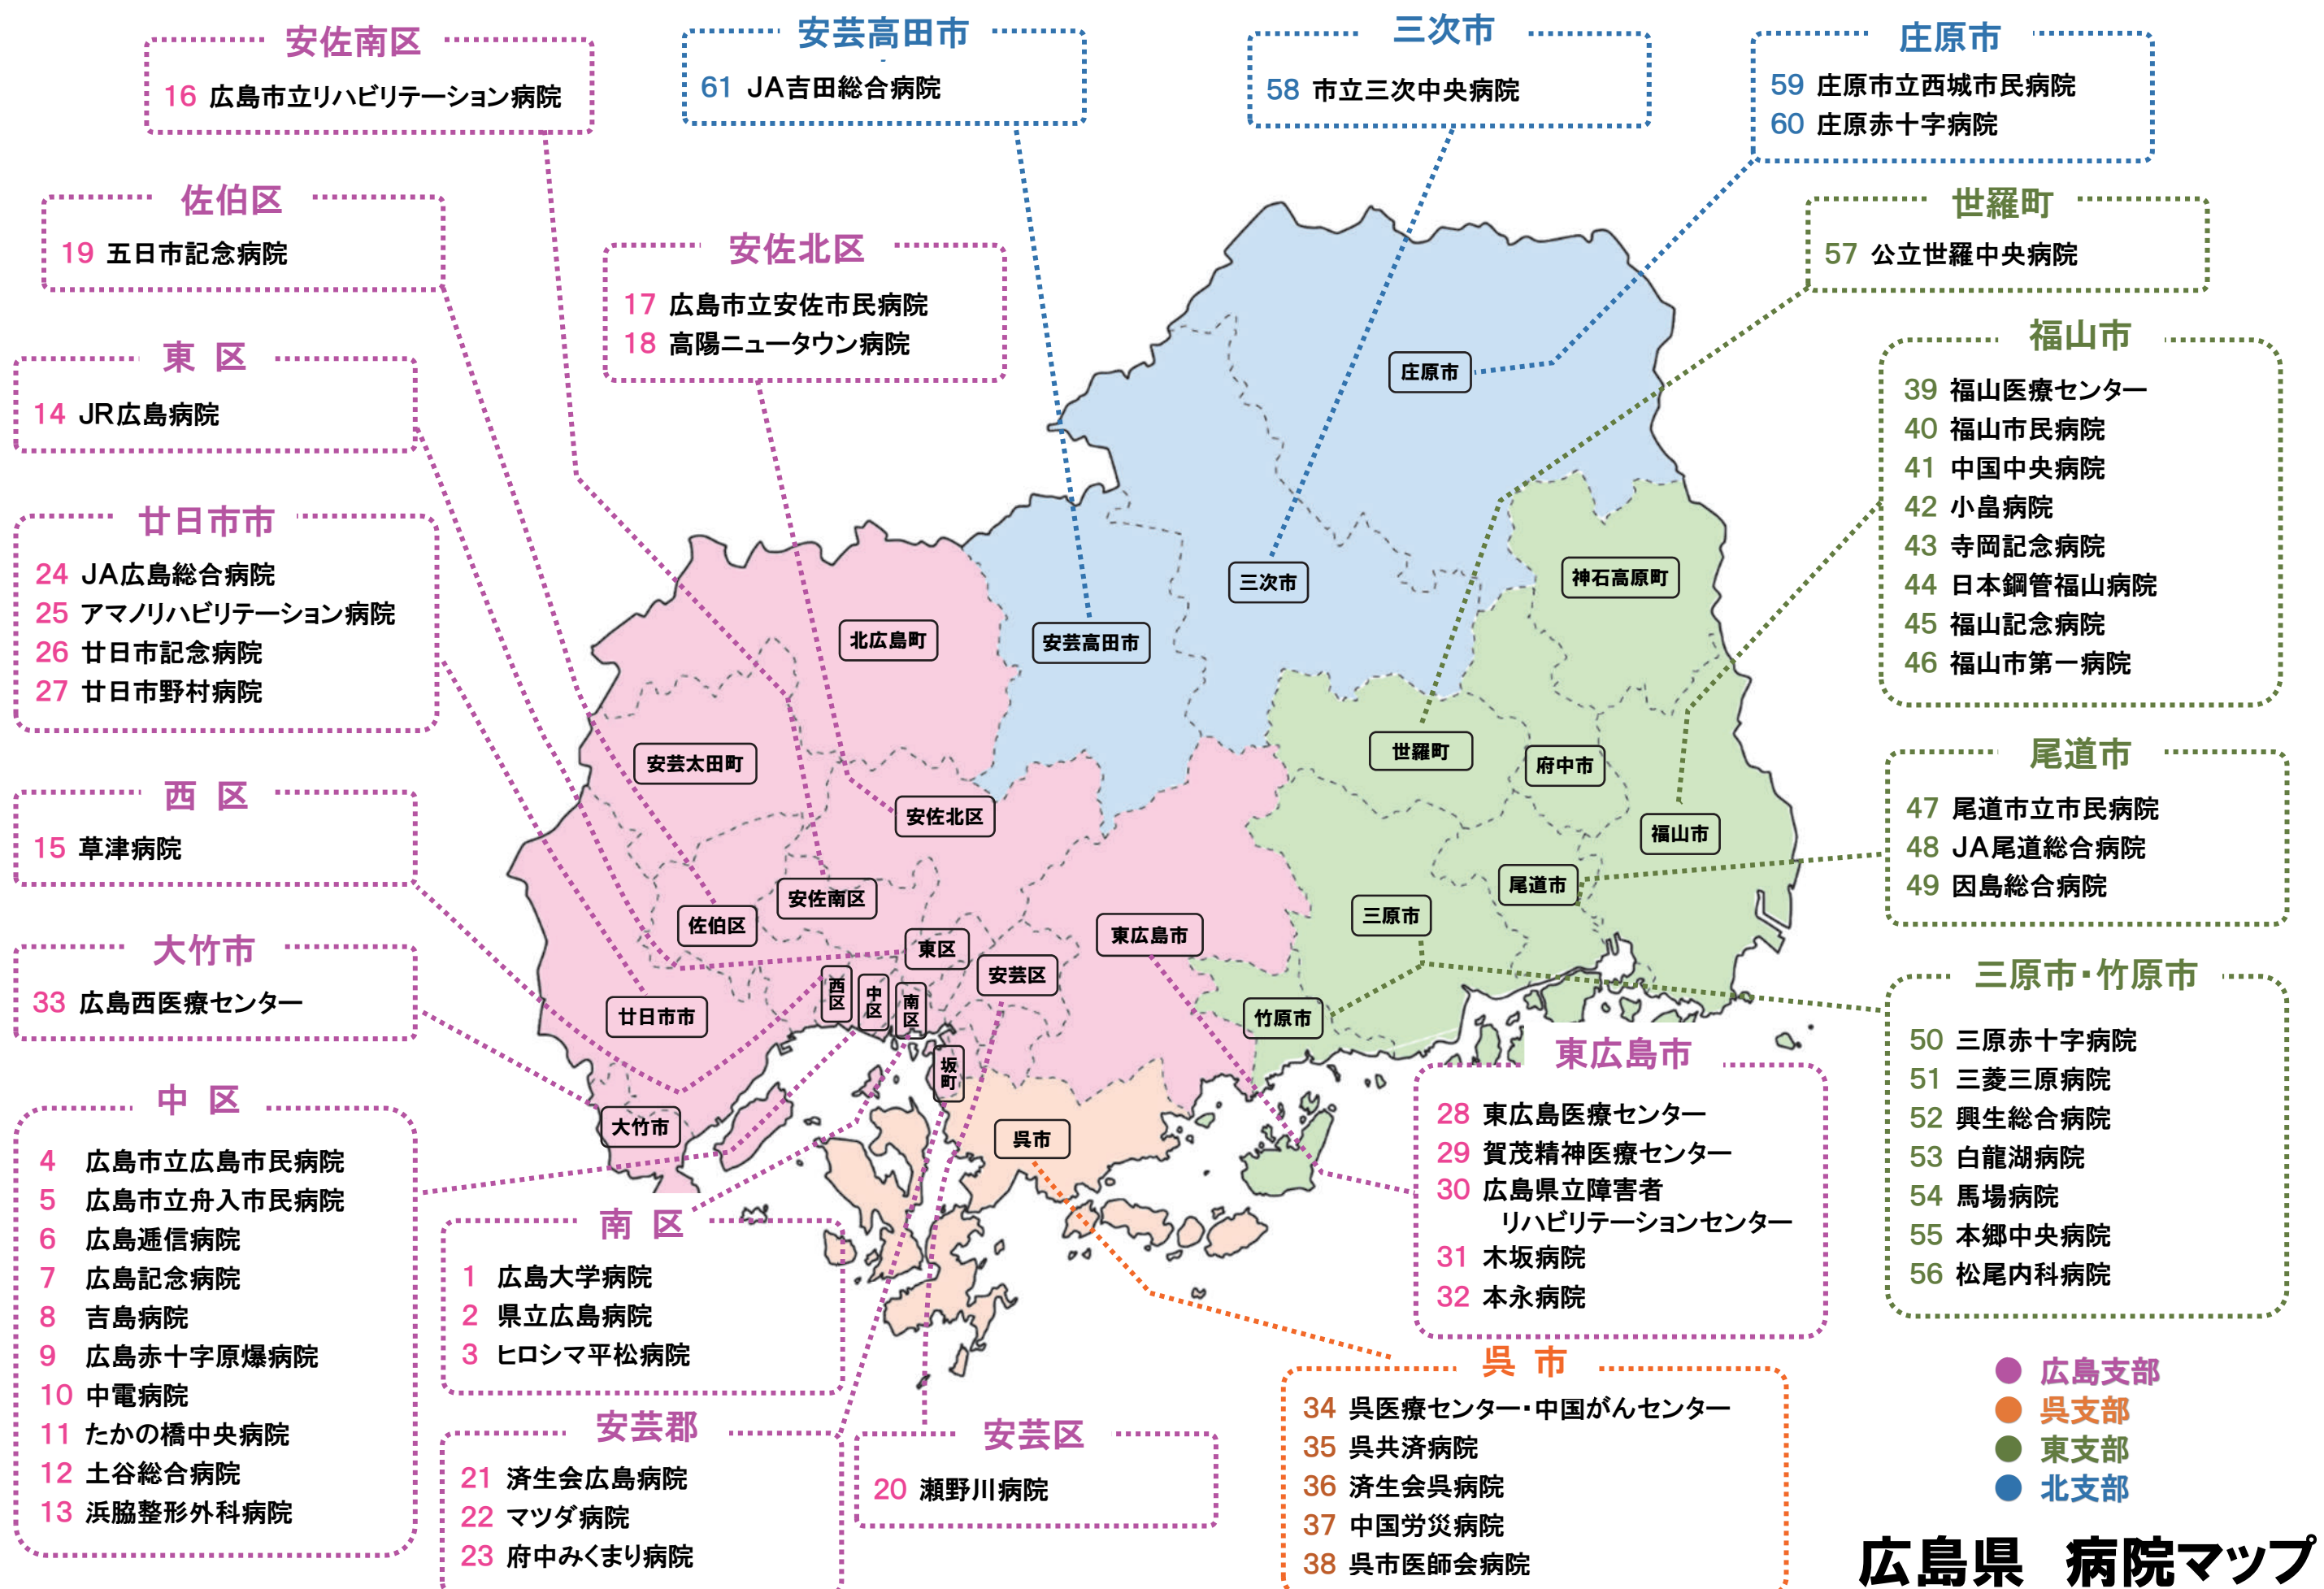 安佐南区
16 広島市立リハビリテーション病院
安芸高田市
61 JA吉田総合病院
三次市
58 市立三次中央病院
庄原市
59 庄原市立西城市民病院
60 庄原赤十字病院
佐伯区
19 五日市記念病院
安佐北区
17 広島市立安佐市民病院
18 高陽ニュータウン病院
世羅町
57 公立世羅中央病院
東 区
14 JR広島病院
福山市
39 福山医療センター
40 福山市民病院
41 中国中央病院
42 小畠病院
43 寺岡記念病院
44 日本鋼管福山病院
45 福山記念病院
46 福山市第一病院
廿日市市
24 JA広島総合病院
25 アマノリハビリテーション病院
26 廿日市記念病院
27 廿日市野村病院
西 区
15 草津病院
尾道市
47 尾道市立市民病院
48 JA尾道総合病院
49 因島総合病院
大竹市
33 広島西医療センター
三原市・竹原市
50 三原赤十字病院
51 三菱三原病院
52 興生総合病院
53 白龍湖病院
54 馬場病院
55 本郷中央病院
56 松尾内科病院
中 区
4 広島市立広島市民病院
5 広島市立舟入市民病院
6 広島逓信病院
7 広島記念病院
8 吉島病院
9 広島赤十字原爆病院
10 中電病院
11 たかの橋中央病院
12 土谷総合病院
13 浜脇整形外科病院
南 区
1 広島大学病院
2 県立広島病院
3 ヒロシマ平松病院
東広島市
28 東広島医療センター
29 賀茂精神医療センター
30 広島県立障害者
リハビリテーションセンター
31 木坂病院
32 本永病院
安芸郡
21 済生会広島病院
22 マツダ病院
23 府中みくまり病院
安芸区
20 瀬野川病院
呉 市
34 呉医療センター・中国がんセンター
35 呉共済病院
36 済生会呉病院
37 中国労災病院
38 呉市医師会病院
庄原市
三次市
神石高原町
北広島町
安芸高田市
安芸太田町
世羅町
府中市
安佐北区
福山市
安佐南区
尾道市
佐伯区
三原市
東区
東広島市
安芸区
西区
中区
南区
廿日市市
竹原市
坂町
大竹市
呉市
広島支部
呉支部
東支部
北支部
広島県 病院マップ